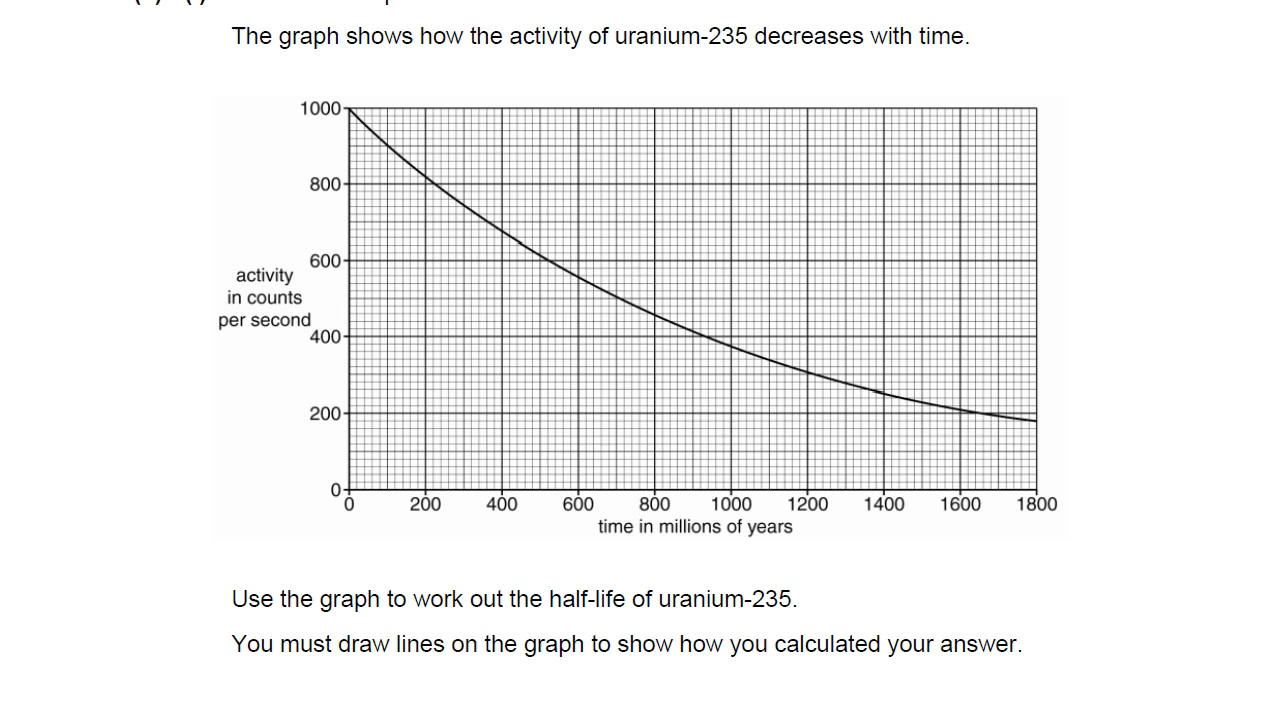 The graph shows how the activity of uranium-235 decreases with time.
1000
800
600
activity
in counts
per second
400
200
0
0 200 400 600 800 1000 1200 1400 1600 1800
time in millions of years
Use the graph to work out the half-life of uranium-235.
You must draw lines on the graph to show how you calculated your answer.